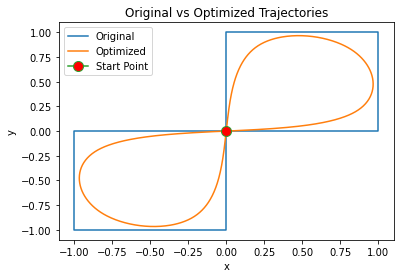 Original vs Optimized Trajectories
Original
Optimized
Start Point
1.00
0.75
0.50
0.25
0.00
−0.25
−0.50
−0.75
−1.00
y
−1.00 −0.75 −0.50 −0.25 0.00 0.25 0.50 0.75 1.00
x